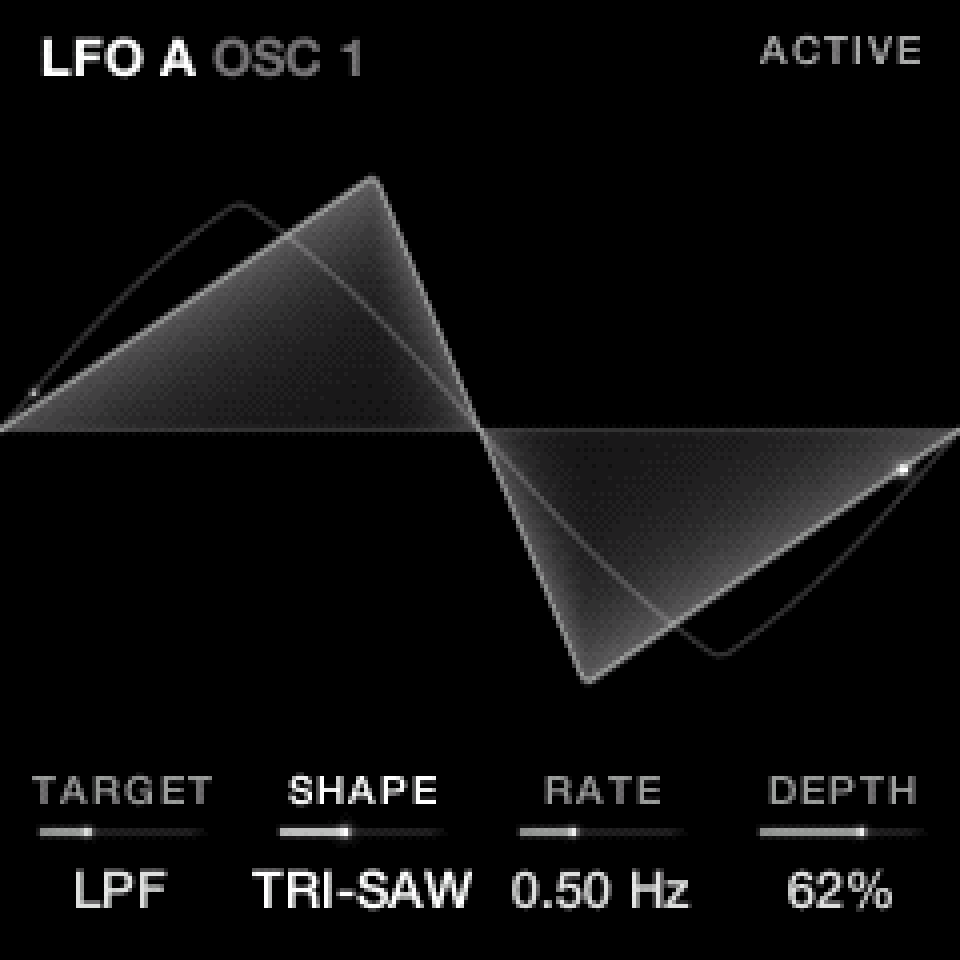 LFO A OSC 1 ACTIVE
TARGET SHAPE RATE DEPTH
LPF TRI-SAW 0.50 Hz 62%